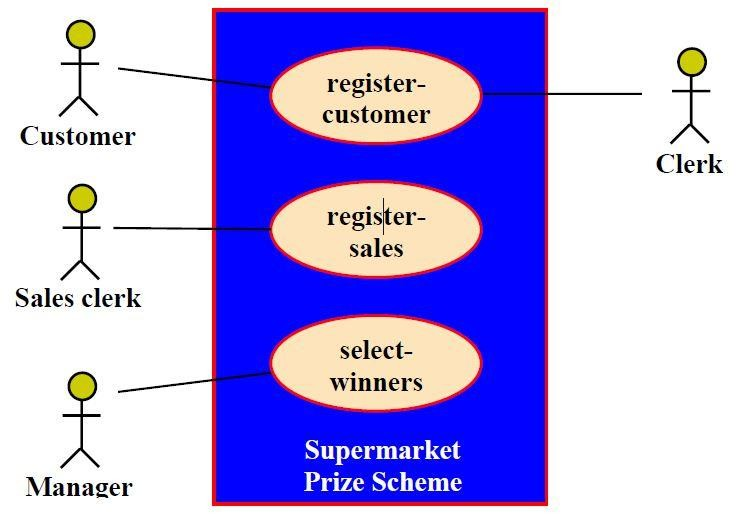 register-
customer
Customer
Clerk
register-
sales
Sales clerk
select-
winners
Supermarket
Prize Scheme
Manager